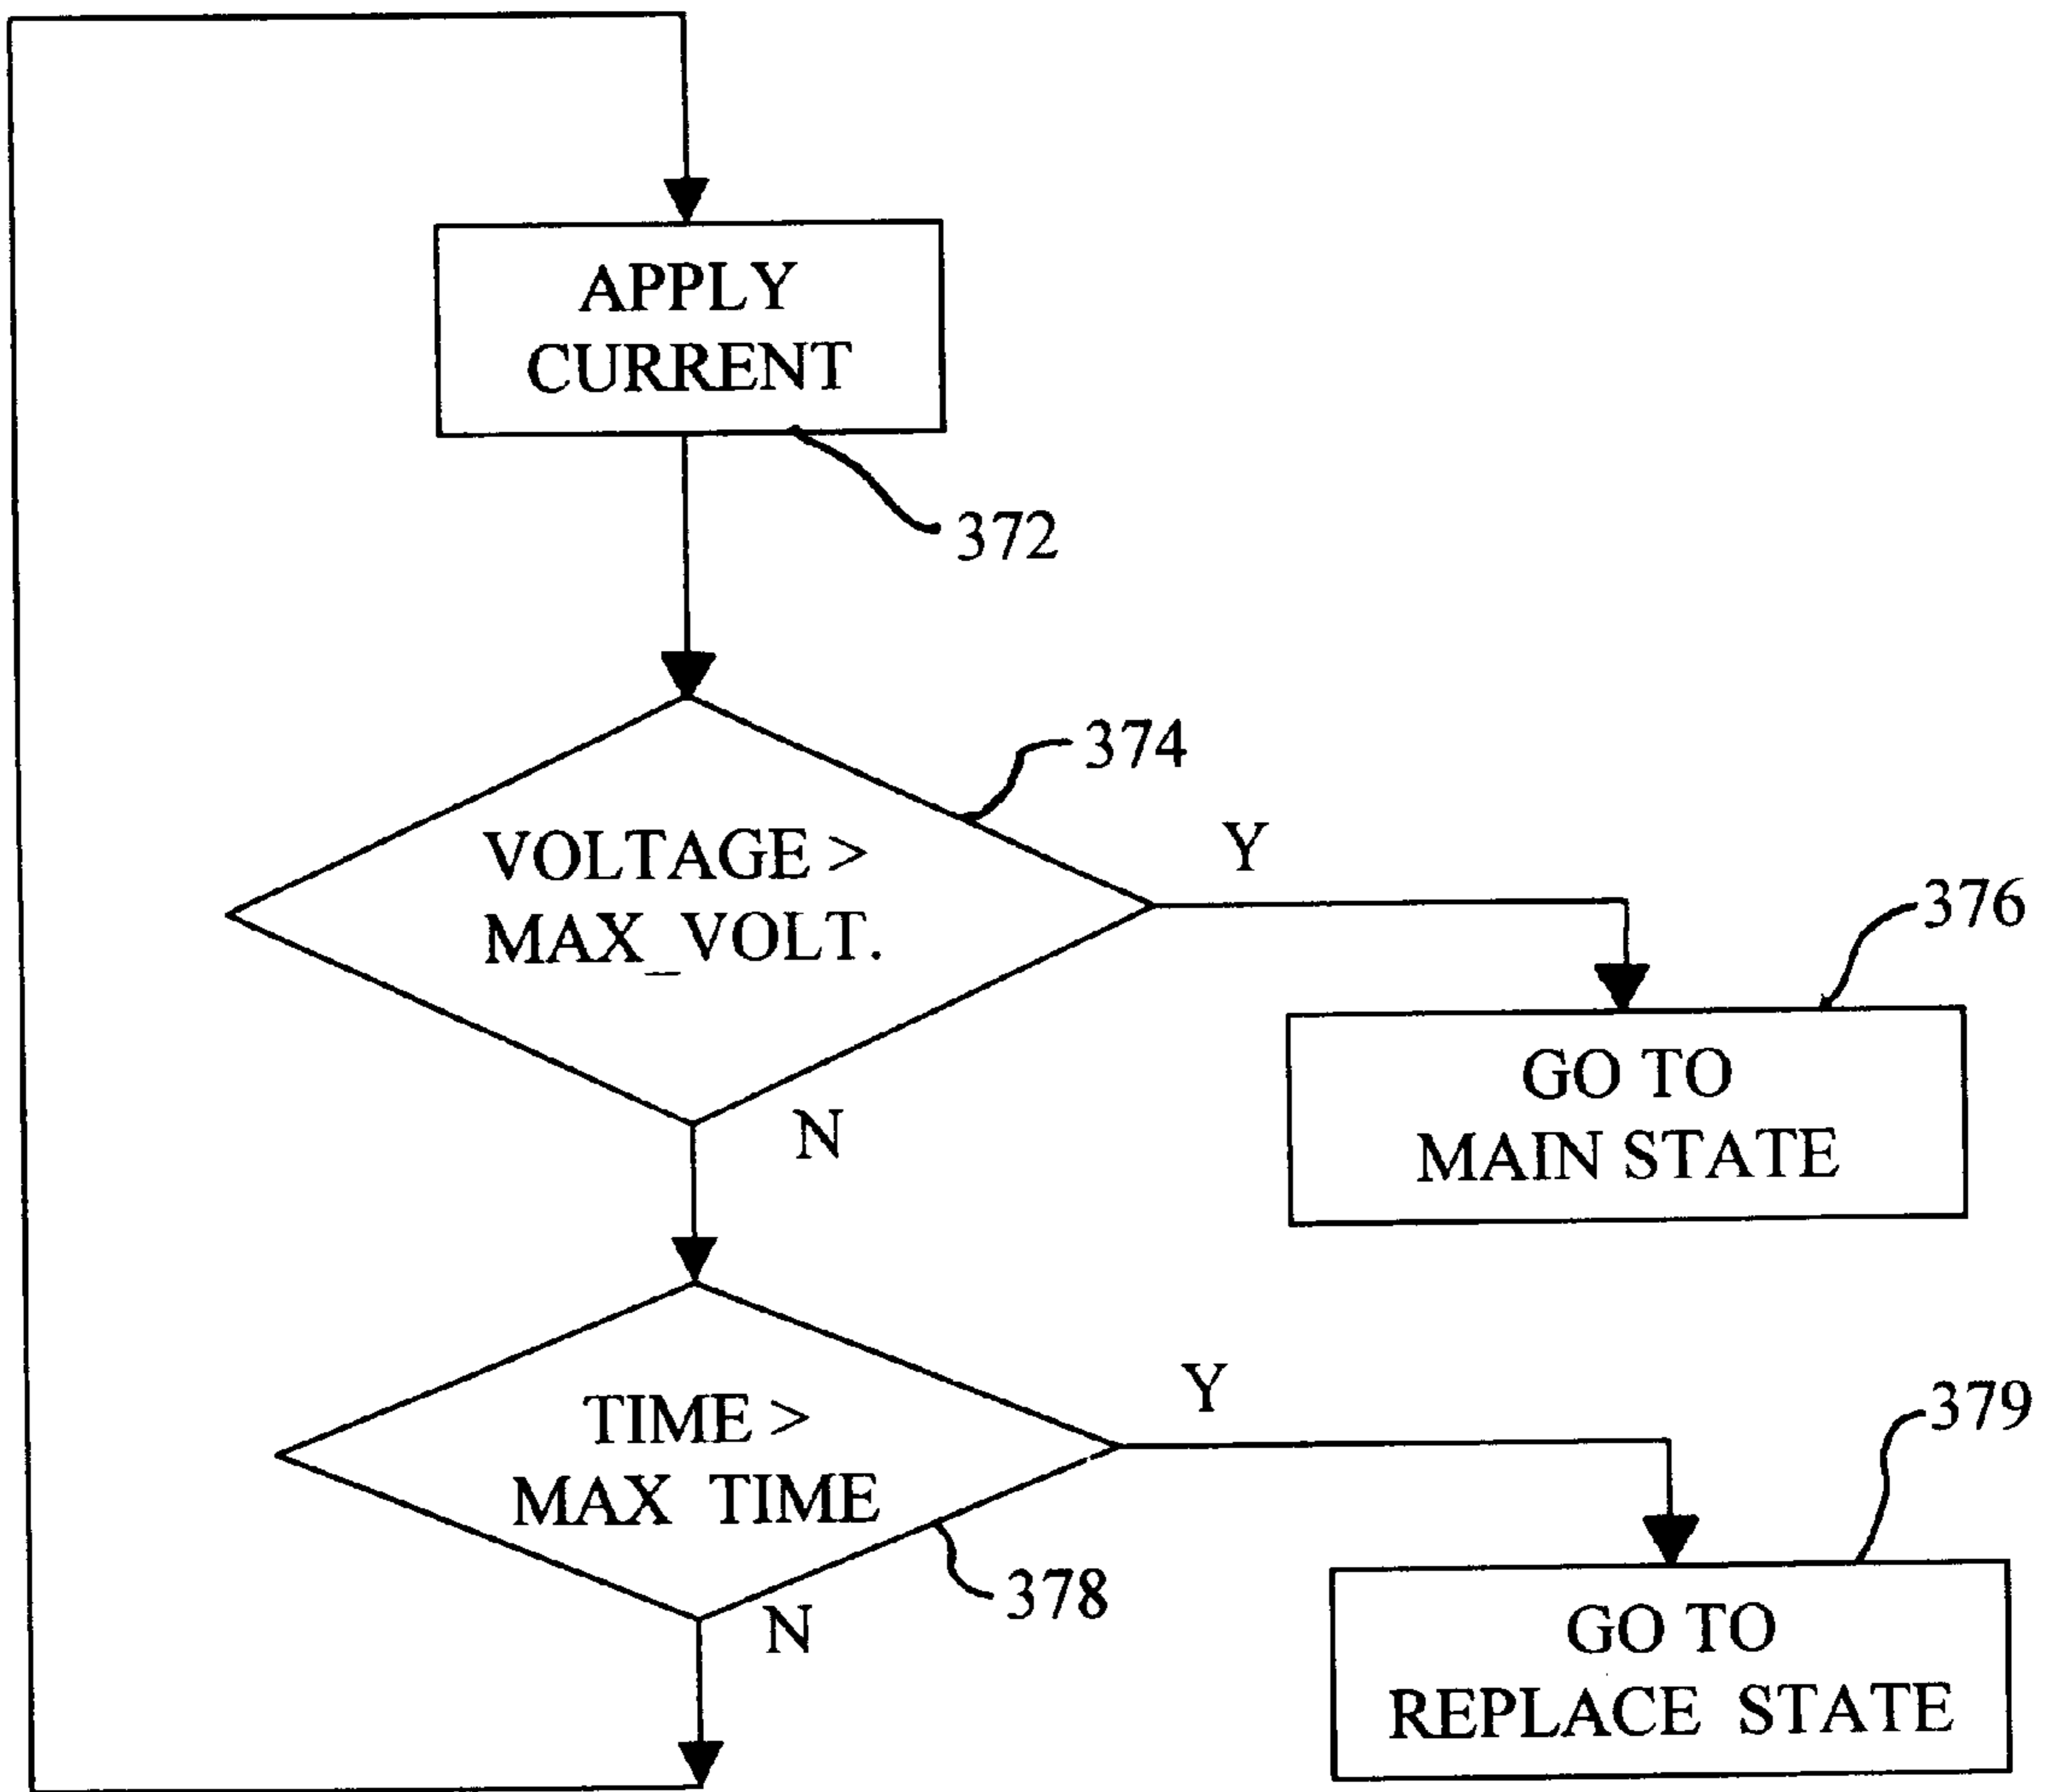 APPLY
CURRENT
372
374
VOLTAGE >
MAX_VOLT.
Y
376
GO TO
MAIN STATE
N
TIME >
MAX TIME
Y
379
378
GO TO
REPLACE STATE
N